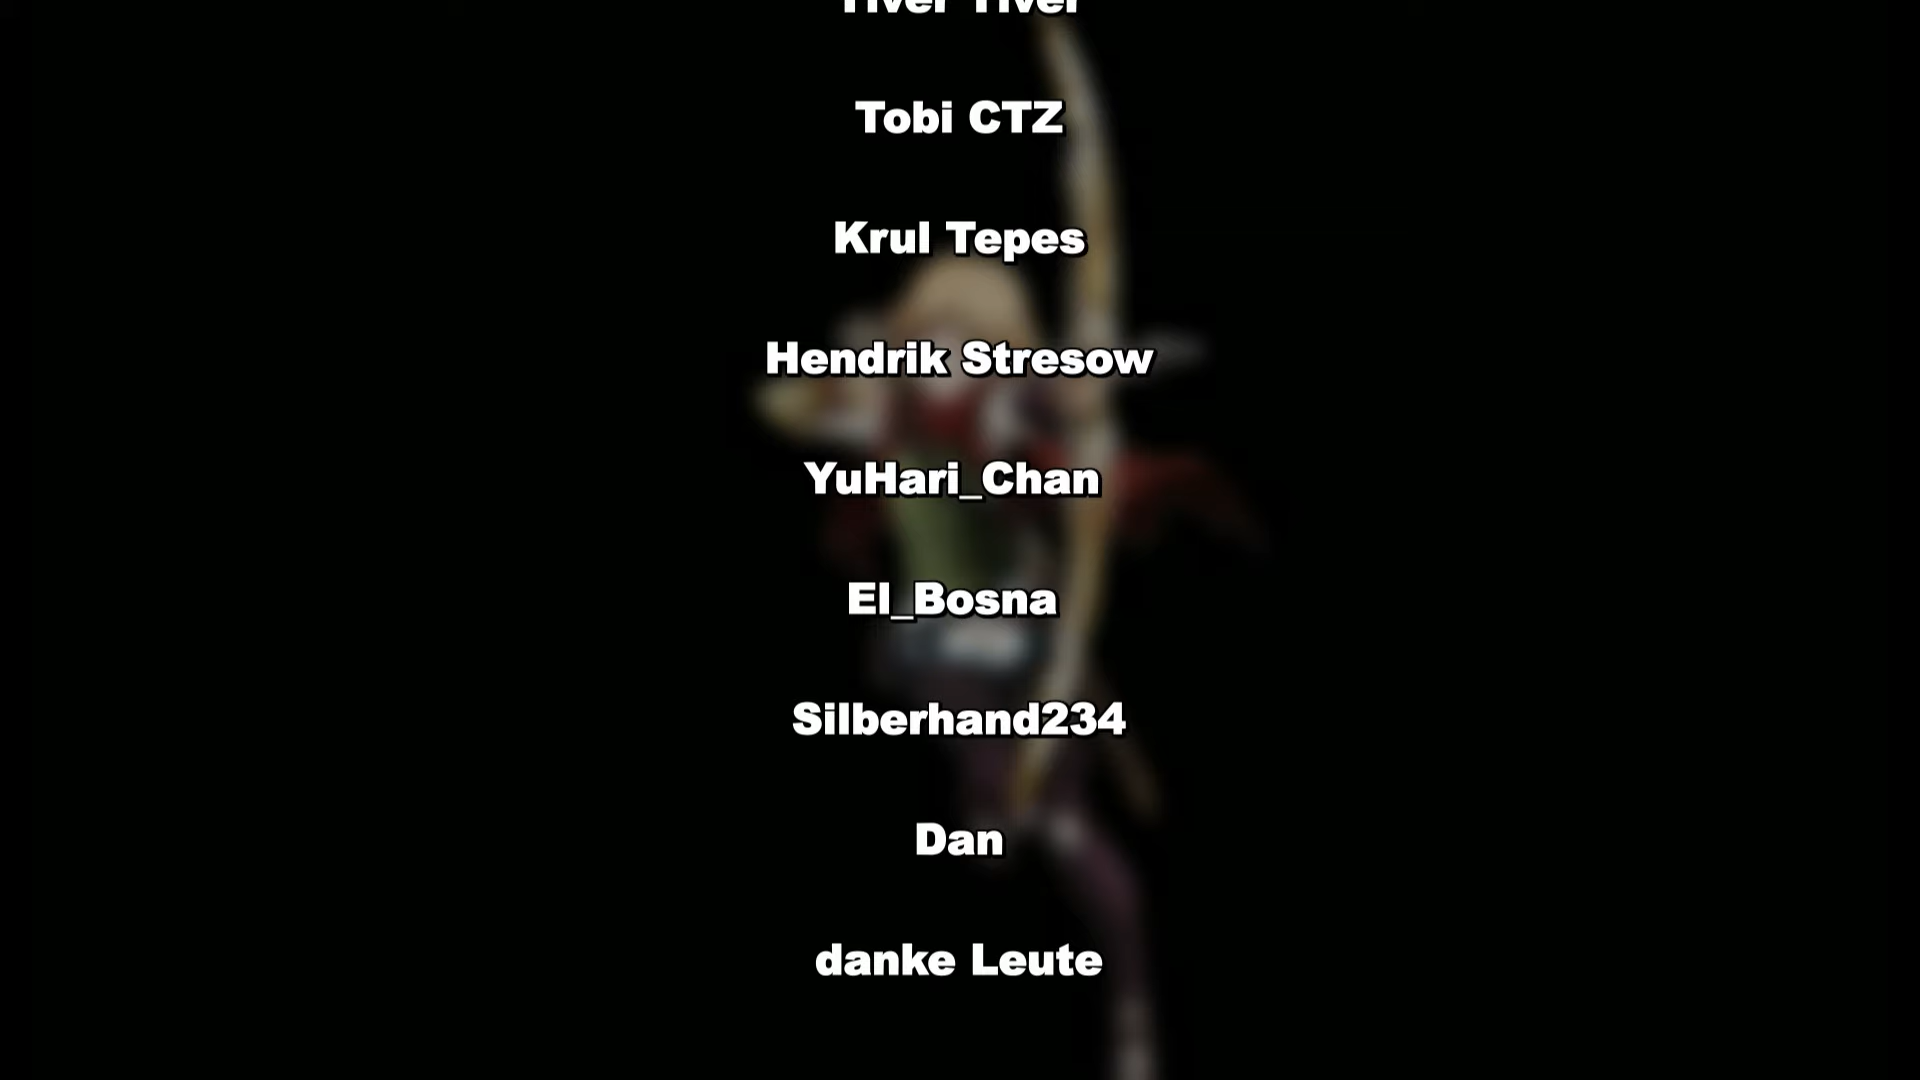 Tobi CTZ
Krul Tepes
Hendrik Stresow
YuHari_Chan
El_Bosna
Silberhand234
Dan
danke Leute